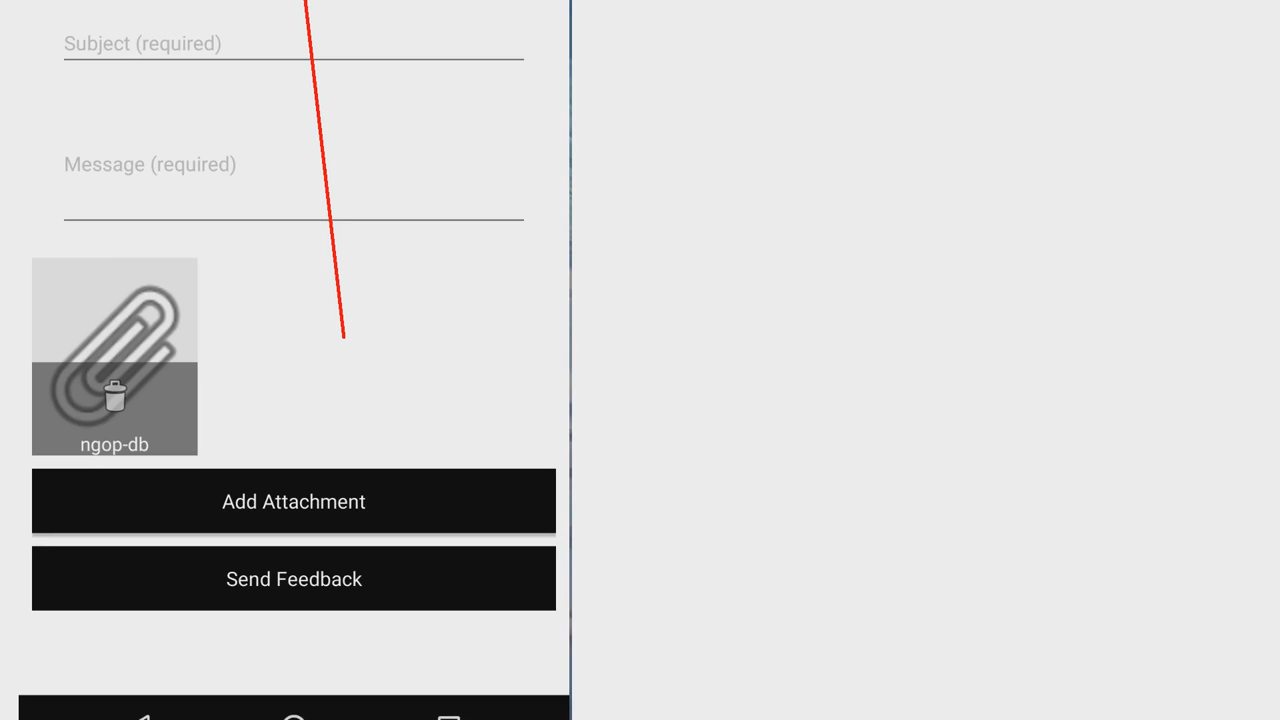 Subject (required)
Message (required)
ngop-db
Add Attachment
Send Feedback